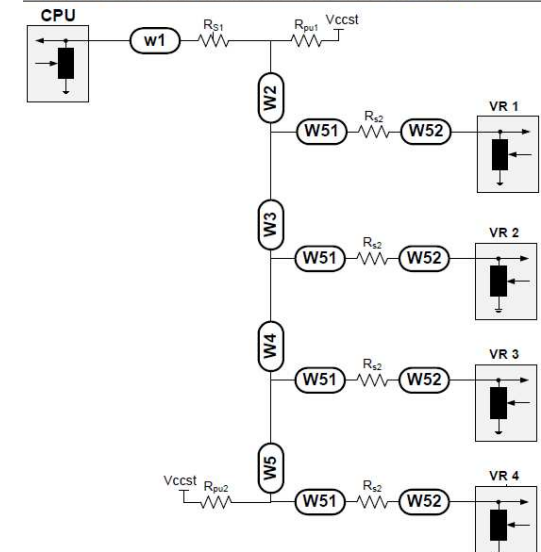 CPU
w1
RS1
Rpu1
Vccst
W2
VR 1
W51
Rs2
W52
W3
VR 2
W51
Rs2
W52
W4
VR 3
W51
Rs2
W52
W5
VR 4
Vccst
Rpu2
W51
Rs2
W52